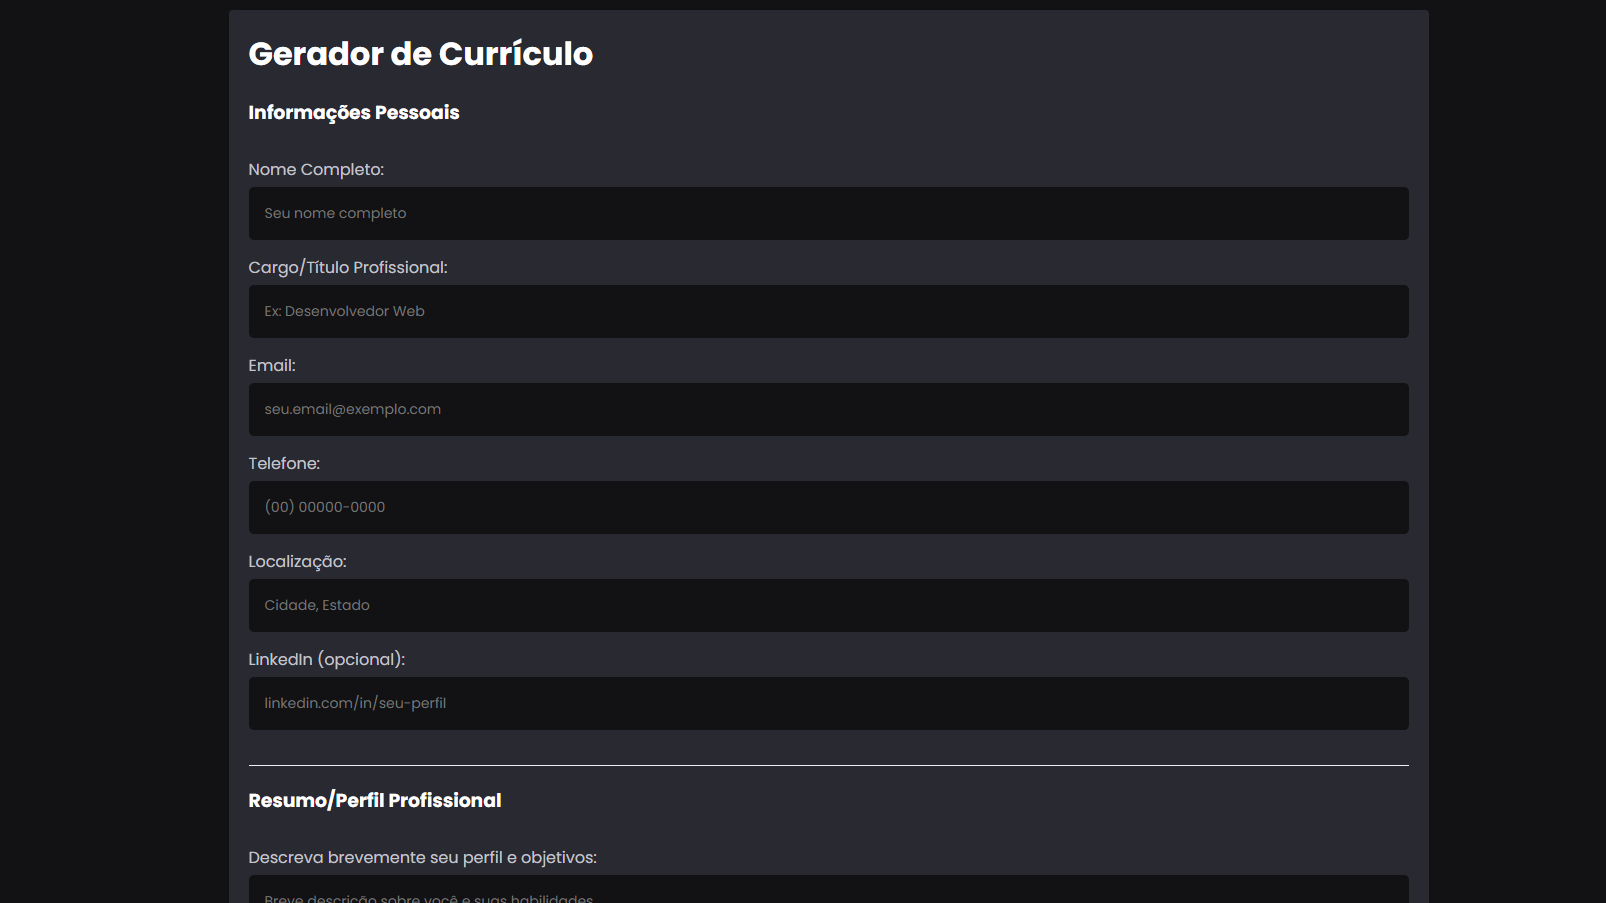 Gerador de Currículo
Informações Pessoais
Nome Completo:
Seu nome completo
Cargo/Título Profissional:
Ex: Desenvolvedor Web
Email:
seu.email@exemplo.com
Telefone:
(00) 00000-0000
Localização:
Cidade, Estado
LinkedIn (opcional):
linkedin.com/in/seu-perfil
Resumo/Perfil Profissional
Descreva brevemente seu perfil e objetivos:
Breve descrição sobre você e suas habilidades